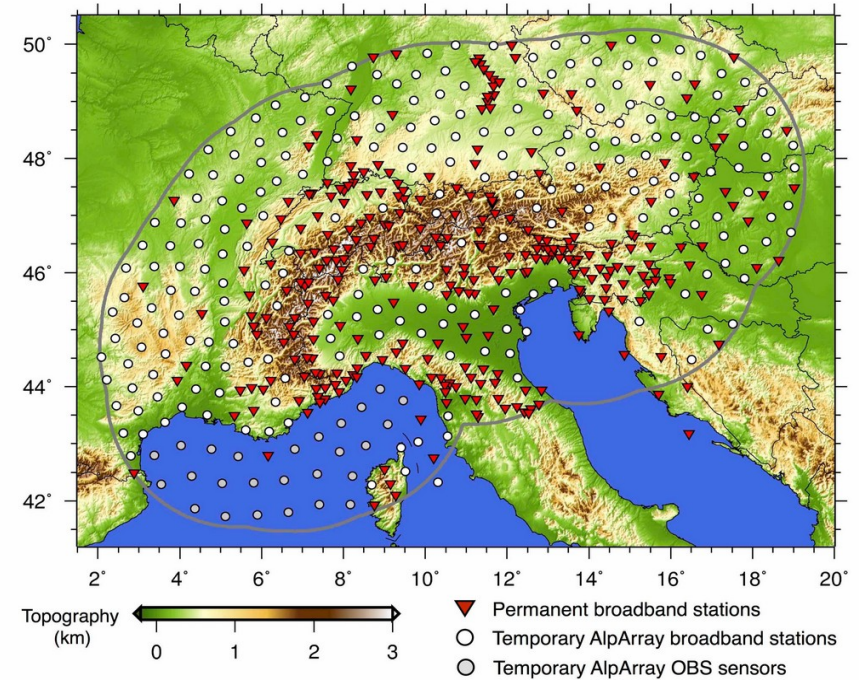 50°
48°
46°
44°
42°
2° 4° 6° 8° 10° 12° 14° 16° 18° 20°
Topography
(km)
0 1 2 3
Permanent broadband stations
Temporary AlpArray broadband stations
Temporary AlpArray OBS sensors